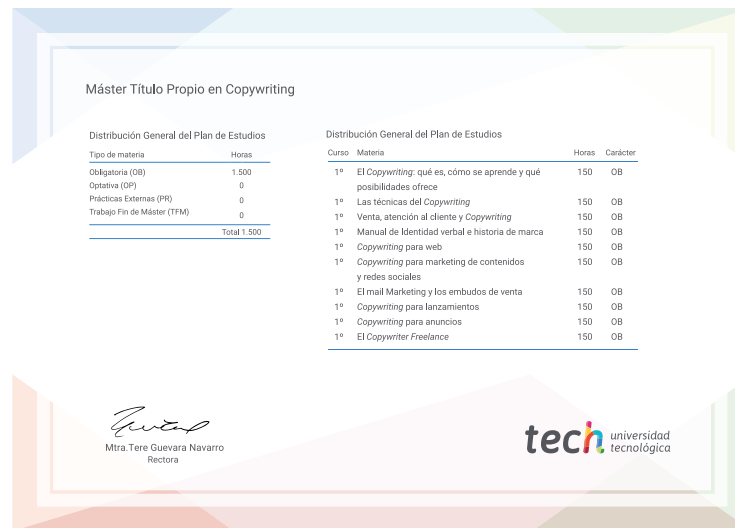 Máster Título Propio en Copywriting
Distribución General del Plan de Estudios
Tipo de materia Horas
Obligatoria (OB) 1.500
Optativa (OP) 0
Prácticas Externas (PR) 0
Trabajo Fin de Máster (TFM) 0
Total 1.500
Distribución General del Plan de Estudios
Curso Materia Horas Carácter
1º El Copywriting: qué es, cómo se aprende y qué 150 OB
posibilidades ofrece
1º Las técnicas del Copywriting 150 OB
1º Venta, atención al cliente y Copywriting 150 OB
1º Manual de Identidad verbal e historia de marca 150 OB
1º Copywriting para web 150 OB
1º Copywriting para marketing de contenidos 150 OB
y redes sociales
1º El mail Marketing y los embudos de venta 150 OB
1º Copywriting para lanzamientos 150 OB
1º Copywriting para anuncios 150 OB
1º El Copywriter Freelance 150 OB
Mtra.Tere Guevara Navarro
Rectora
tech universidad
tecnológica